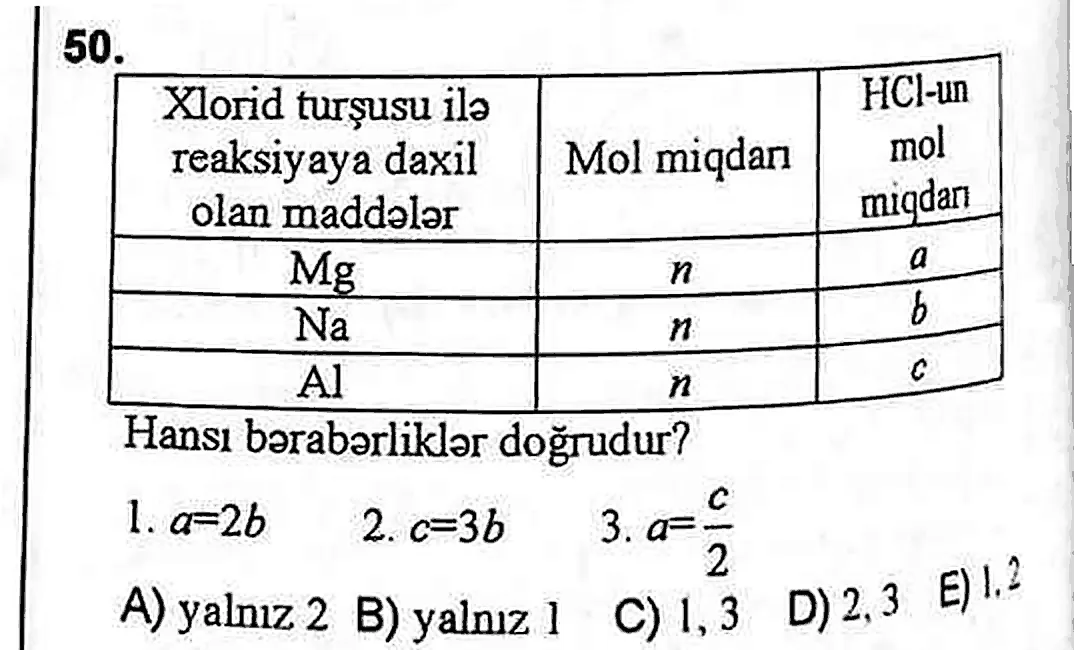 50.
Xlorid turşusu ilə reaksiyaya daxil olan maddələr | Mol miqdarı | HCl-un mol miqdarı
Mg | n | a
Na | n | b
Al | n | c
Hansı bərabərliklər doğrudur?
1. a=2b 2. c=3b 3. a=c/2
A) yalnız 2 B) yalnız 1 C) 1, 3 D) 2, 3 E) 1, 2